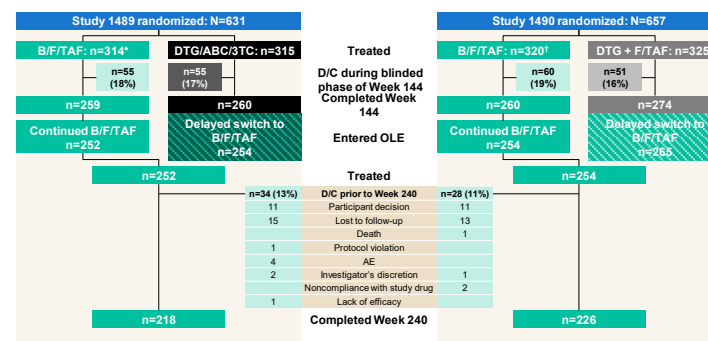 Study 1489 randomized: N=631
Study 1490 randomized: N=657
B/F/TAF: n=314*
DTG/ABC/3TC: n=315
Treated
B/F/TAF: n=320†
DTG + F/TAF: n=325
n=55
(18%)
n=55
(17%)
D/C during blinded
phase of Week 144
n=60
(19%)
n=51
(16%)
n=259
n=260
Completed Week
144
n=260
n=274
Continued B/F/TAF
n=252
Delayed switch to
B/F/TAF
n=254
Entered OLE
Continued B/F/TAF
n=254
Delayed switch to
B/F/TAF
n=265
n=252
Treated
n=254
n=34 (13%) D/C prior to Week 240 n=28 (11%)
11 Participant decision 11
15 Lost to follow-up 13
Death 1
1 Protocol violation
4 AE
2 Investigator's discretion 1
Noncompliance with study drug 2
1 Lack of efficacy
n=218
Completed Week 240
n=226